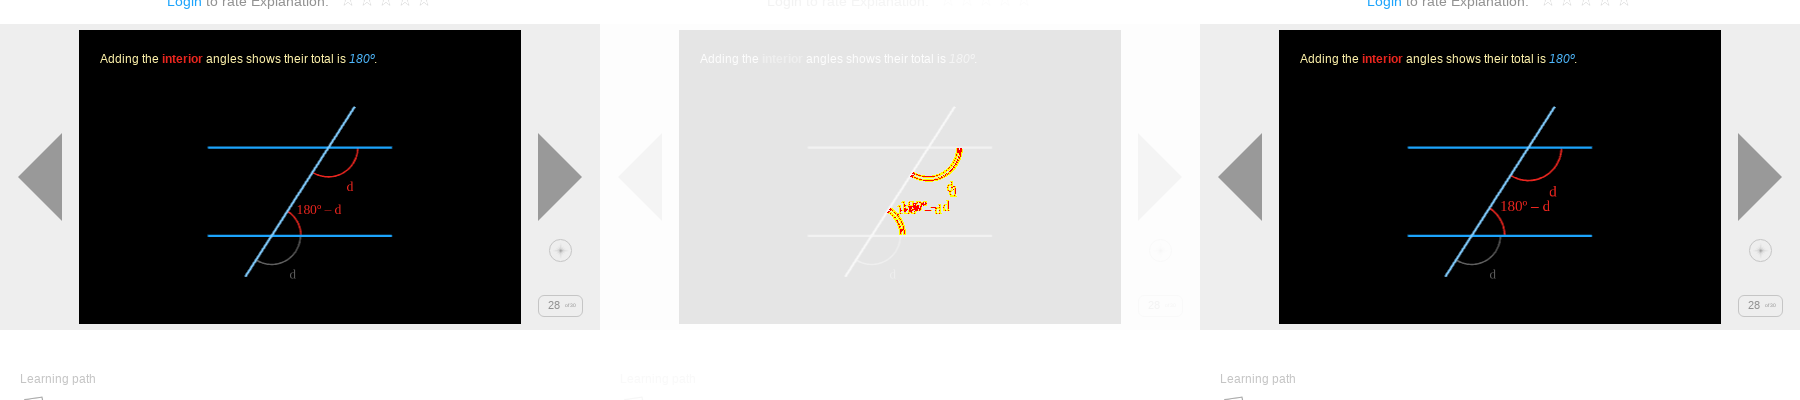 Login to rate Explanation. Login to rate Explanation. Login to rate Explanation.
Adding the interior angles shows their total is 180º. Adding the interior angles shows their total is 180º. Adding the interior angles shows their total is 180º.
d d
180º – d 180º – d
d d d
28 28 28
Learning path Learning path Learning path